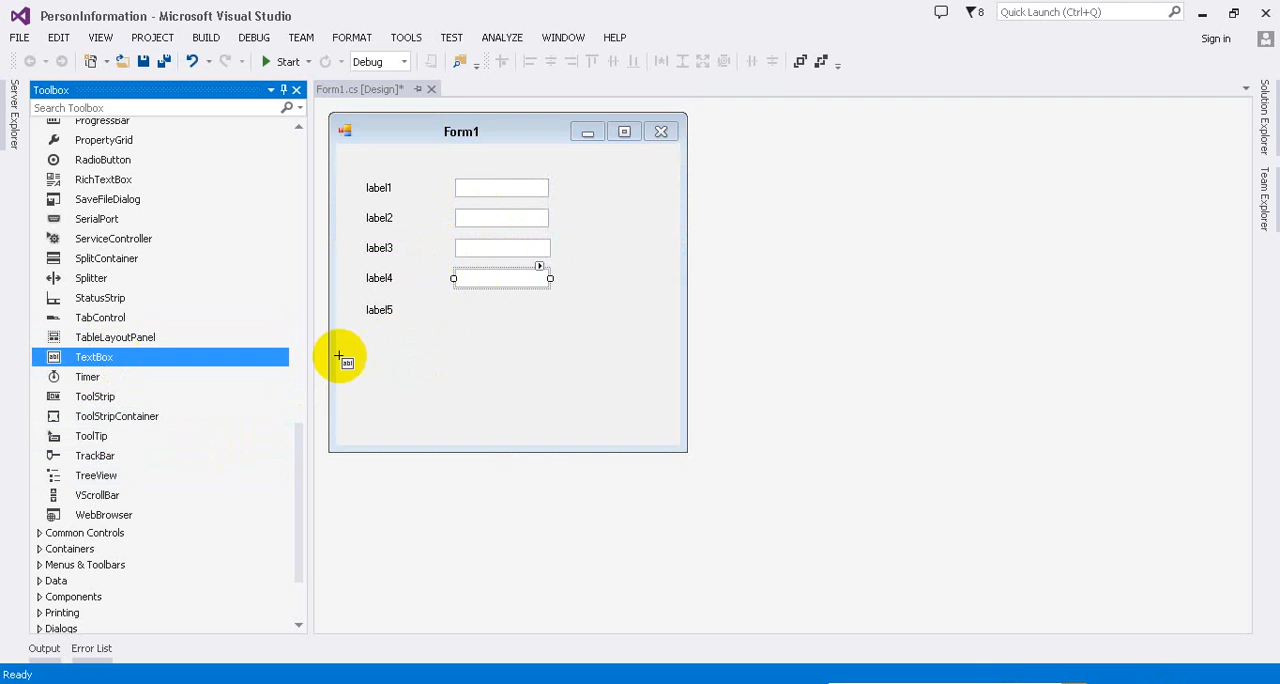 PersonInformation - Microsoft Visual Studio
8
Quick Launch (Ctrl+Q)
FILE EDIT VIEW PROJECT BUILD DEBUG TEAM FORMAT TOOLS TEST ANALYZE WINDOW HELP
Sign in
Start
Debug
Server Explorer
Toolbox
Search Toolbox
ProgressBar
PropertyGrid
RadioButton
RichTextBox
SaveFileDialog
SerialPort
ServiceController
SplitContainer
Splitter
StatusStrip
TabControl
TableLayoutPanel
abl TextBox
Timer
ToolStrip
ToolStripContainer
ToolTip
TrackBar
TreeView
VScrollBar
WebBrowser
Common Controls
Containers
Menus & Toolbars
Data
Components
Printing
Dialogs
Form1.cs [Design]*
Form1
label1
label2
label3
label4
label5
abl
Solution Explorer
Team Explorer
Output Error List
Ready